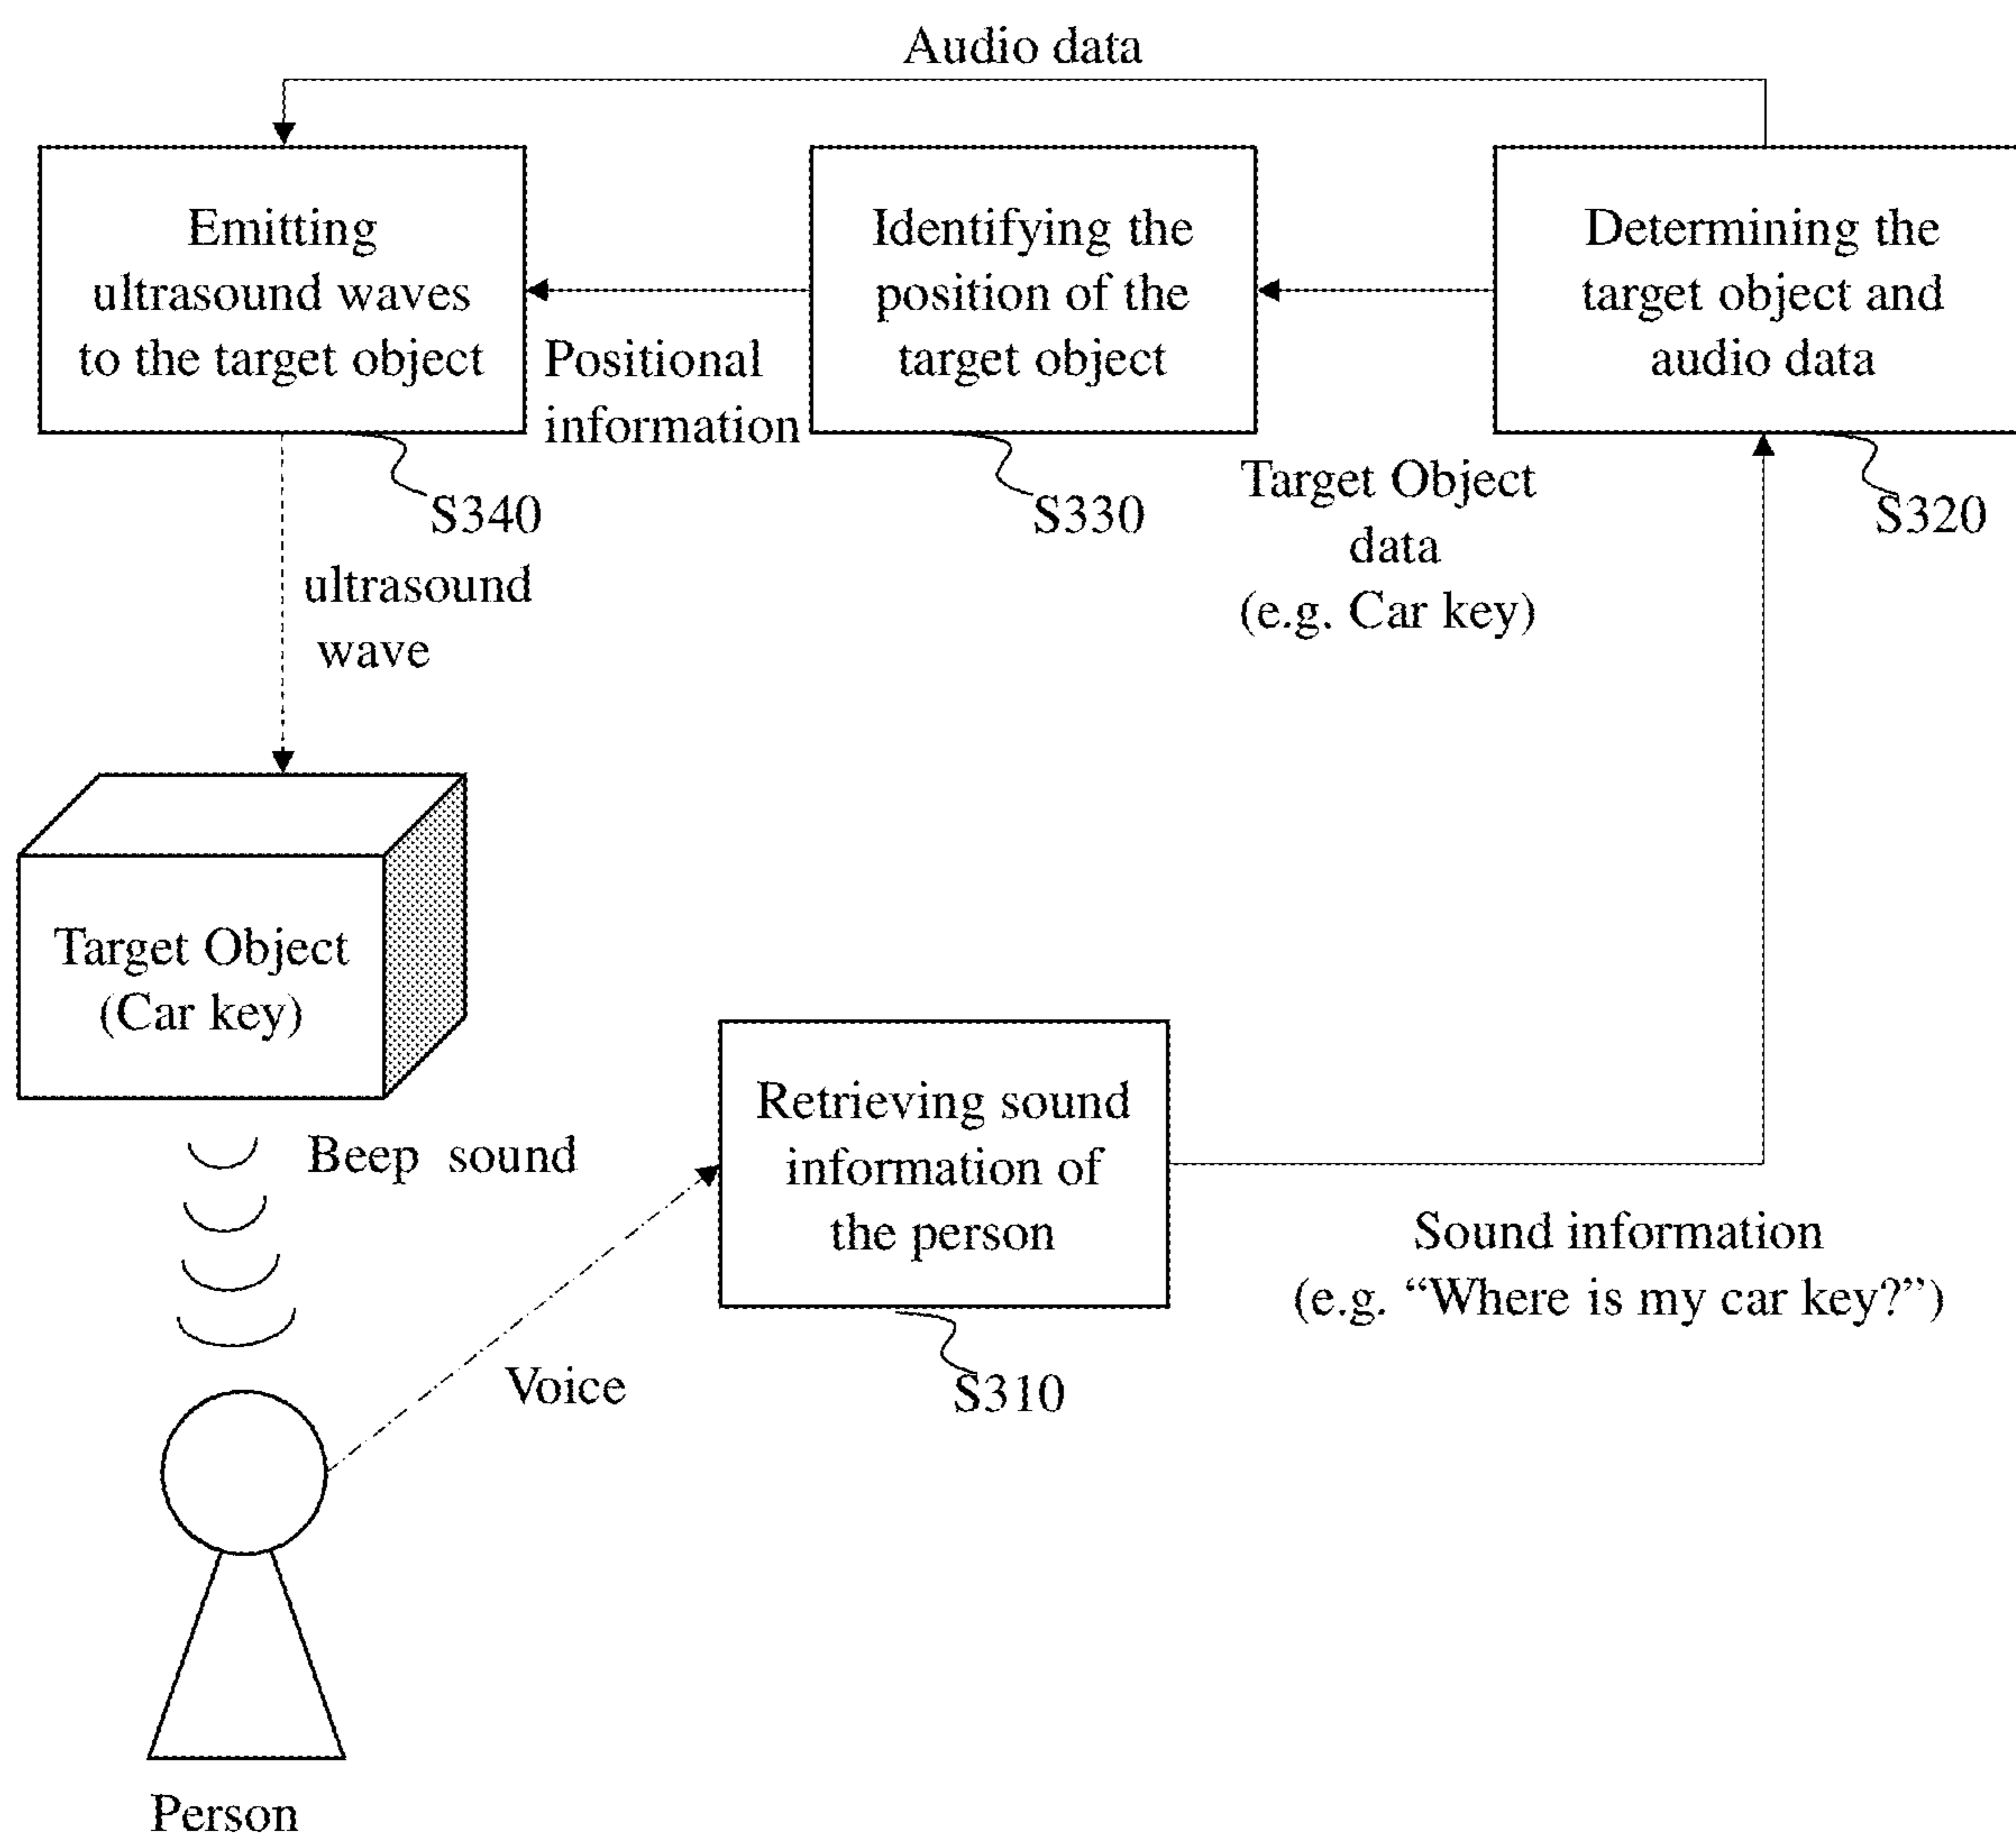 Audio data
Emitting
ultrasound waves
to the target object
S340
Positional
information
Identifying the
position of the
target object
S330
Target Object
data
(e.g. Car key)
Determining the
target object and
audio data
S320
ultrasound
wave
Target Object
(Car key)
Beep sound
Retrieving sound
information of
the person
S310
Sound information
(e.g. “Where is my car key?”)
Voice
Person